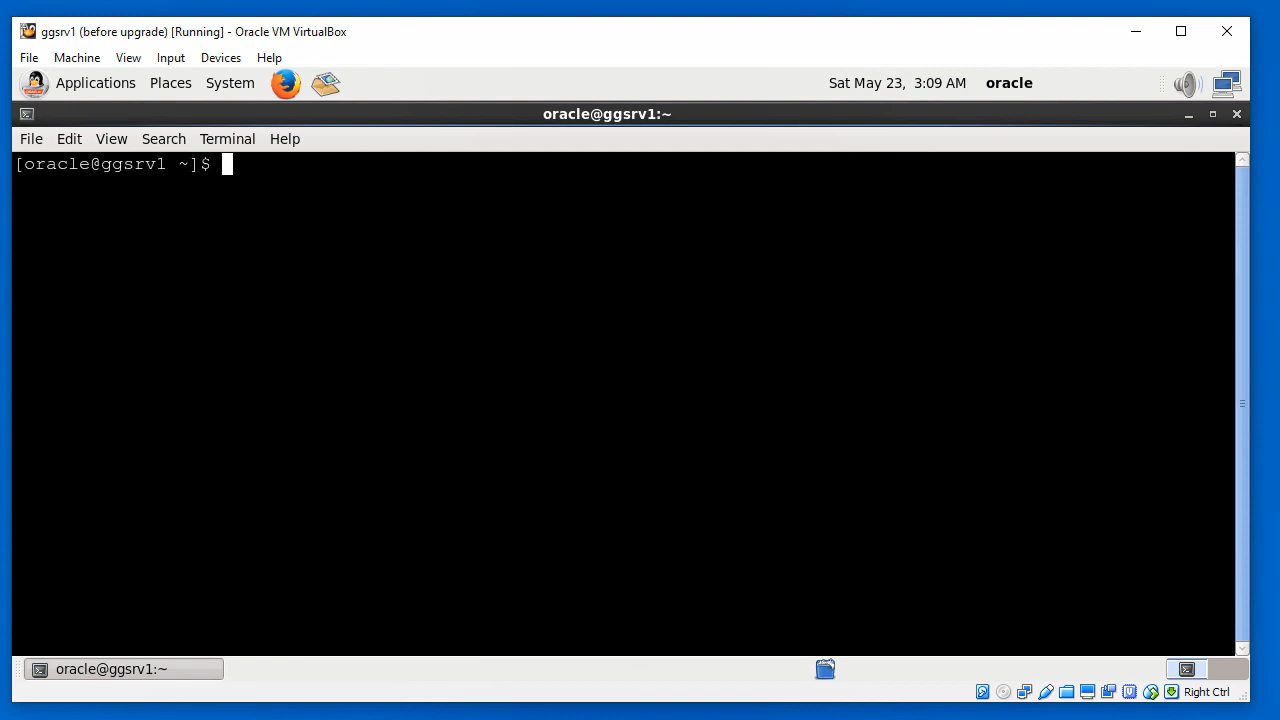 ggsrv1 (before upgrade) [Running] - Oracle VM VirtualBox
File Machine View Input Devices Help
Applications Places System Sat May 23, 3:09 AM oracle
oracle@ggsrv1:~
File Edit View Search Terminal Help
[oracle@ggsrv1 ~]$
oracle@ggsrv1:~
Right Ctrl